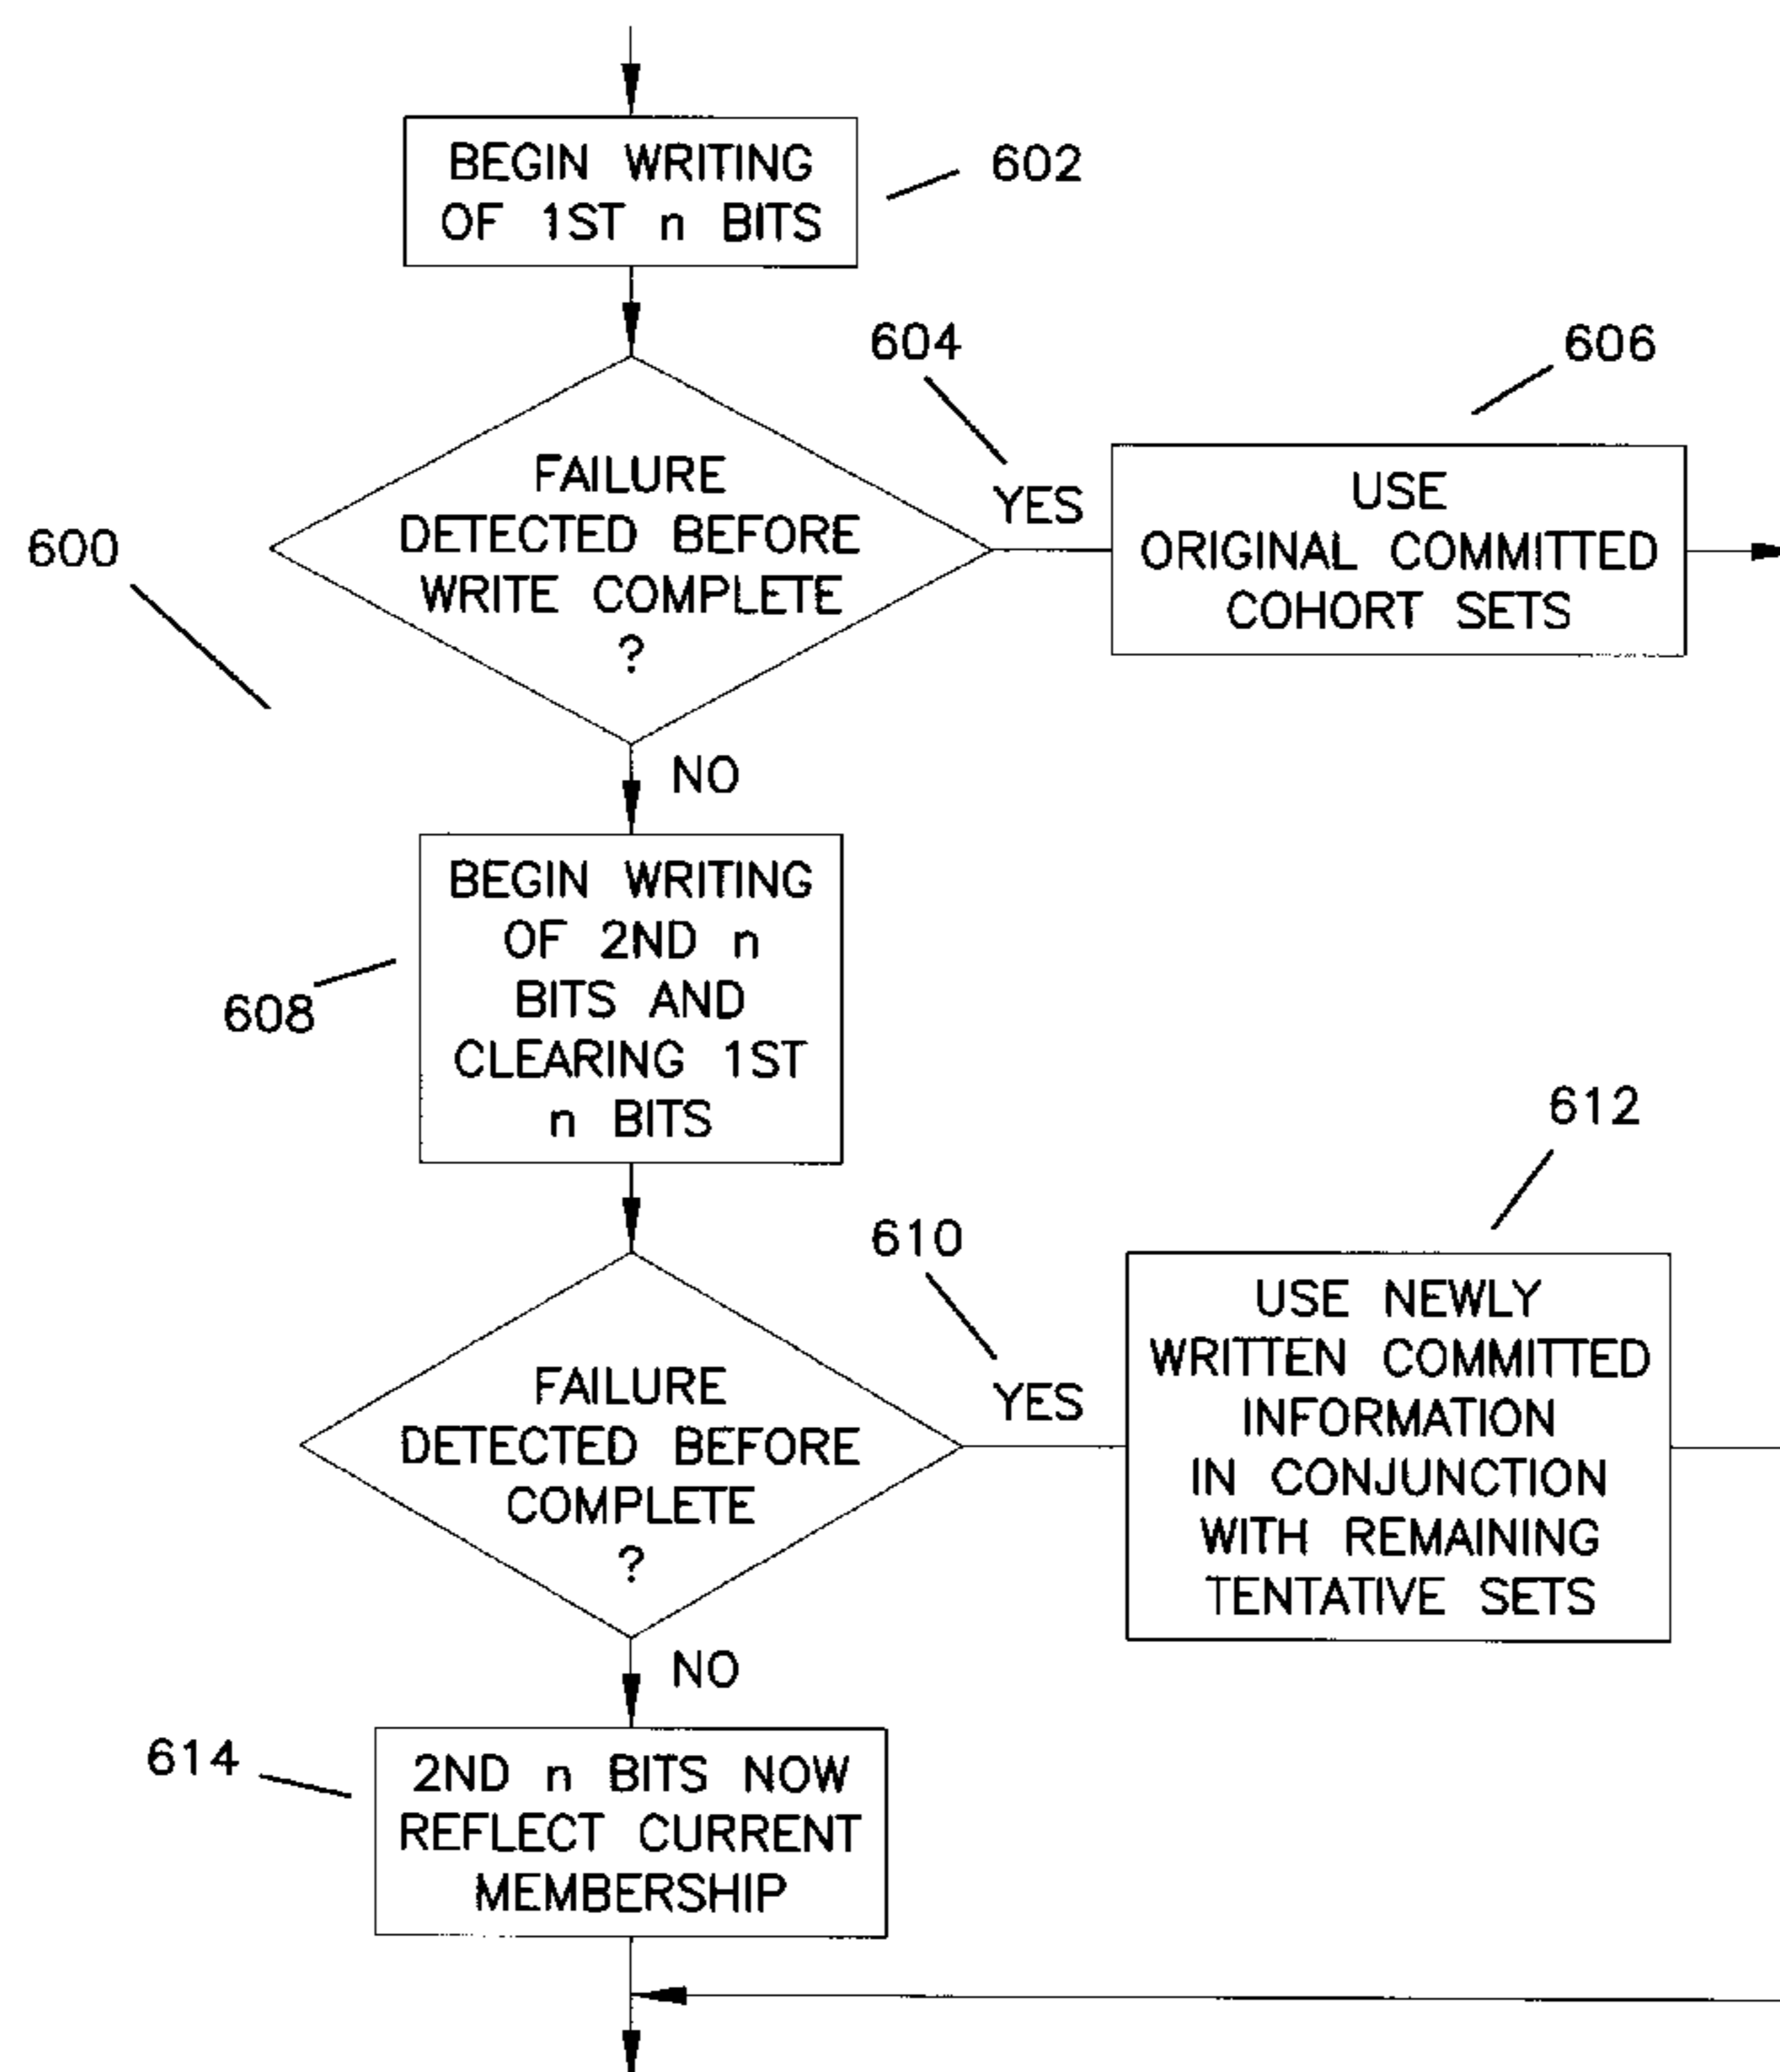 BEGIN WRITING
OF 1ST n BITS
602
604
606
FAILURE
DETECTED BEFORE
WRITE COMPLETE
?
YES
USE
ORIGINAL COMMITTED
COHORT SETS
600
NO
BEGIN WRITING
OF 2ND n
BITS AND
CLEARING 1ST
n BITS
608
610
612
FAILURE
DETECTED BEFORE
COMPLETE
?
YES
USE NEWLY
WRITTEN COMMITTED
INFORMATION
IN CONJUNCTION
WITH REMAINING
TENTATIVE SETS
NO
614
2ND n BITS NOW
REFLECT CURRENT
MEMBERSHIP